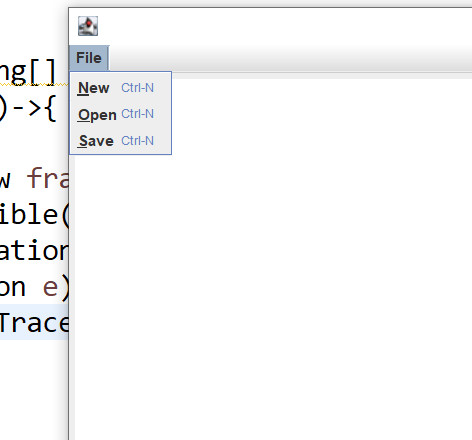 File
New Ctrl-N
Open Ctrl-N
Save Ctrl-N
ng[]
)->{
w fra
ible(
ation
on e)
Trace